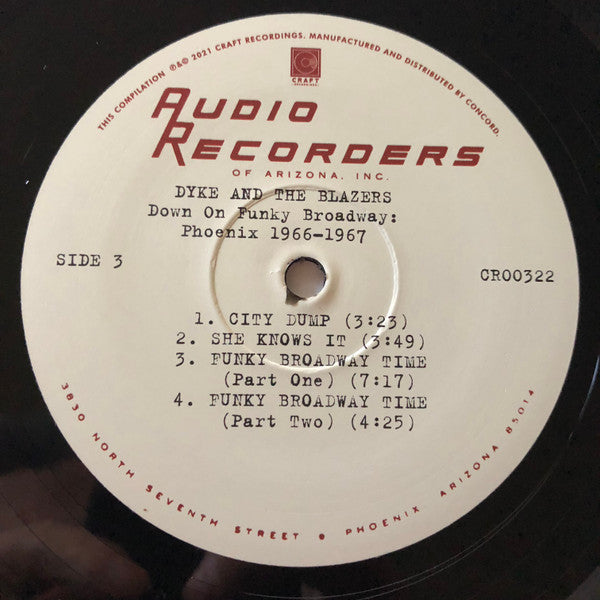 THIS COMPILATION ℗&© 2021 CRAFT RECORDINGS. MANUFACTURED AND DISTRIBUTED BY CONCORD.
CRAFT
RECORDINGS
AUDIO
RECORDERS
OF ARIZONA, INC.
DYKE AND THE BLAZERS
Down On Funky Broadway:
Phoenix 1966-1967
SIDE 3
CR00322
1. CITY DUMP (3:23)
2. SHE KNOWS IT (3:49)
3. FUNKY BROADWAY TIME
(Part One) (7:17)
4. FUNKY BROADWAY TIME
(Part Two) (4:25)
3830 NORTH SEVENTH STREET • PHOENIX ARIZONA 85014